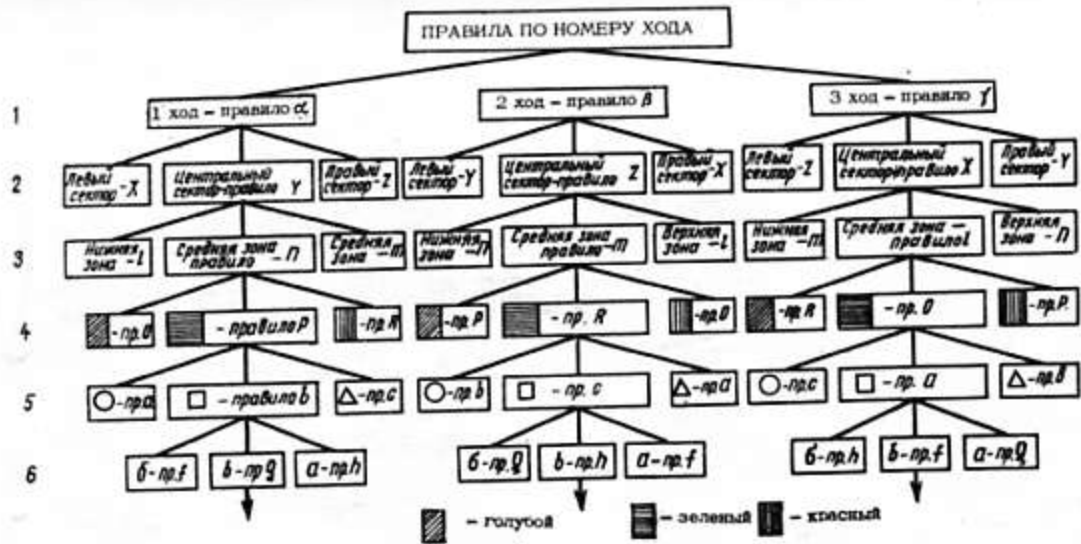 ПРАВИЛА ПО НОМЕРУ ХОДА
1
1 ход – правило α
2 ход – правило β
3 ход – правило γ
2
Левый сектор-X
Центральный сектор-правило Y
Правый сектор-Z
Левый сектор-Y
Центральный сектор-правило Z
Правый сектор-X
Левый сектор-Z
Центральный сектор-правило X
Правый сектор-Y
3
Нижняя зона -l
Средняя зона правило -п
Средняя зона -m
Нижняя зона -п
Средняя зона правило -m
Верхняя зона -l
Нижняя зона -m
Средняя зона – правило l
Верхняя зона -п
4
-пр.O
-правило P
-пр.R
-пр.P
-пр. R
-пр.O
-пр.R
-пр. O
-пр.P.
5
-пр.a
-правило b
-пр.c
-пр.b
-пр. c
-пр.a
-пр.c
-пр. a
-пр.в
6
б-пр.f
b-пр.g
a-пр.h
б-пр.Q
b-пр.h
a-пр.f
б-пр.h
b-пр.f
a-пр.Q
– голубой
– зеленый
– красный